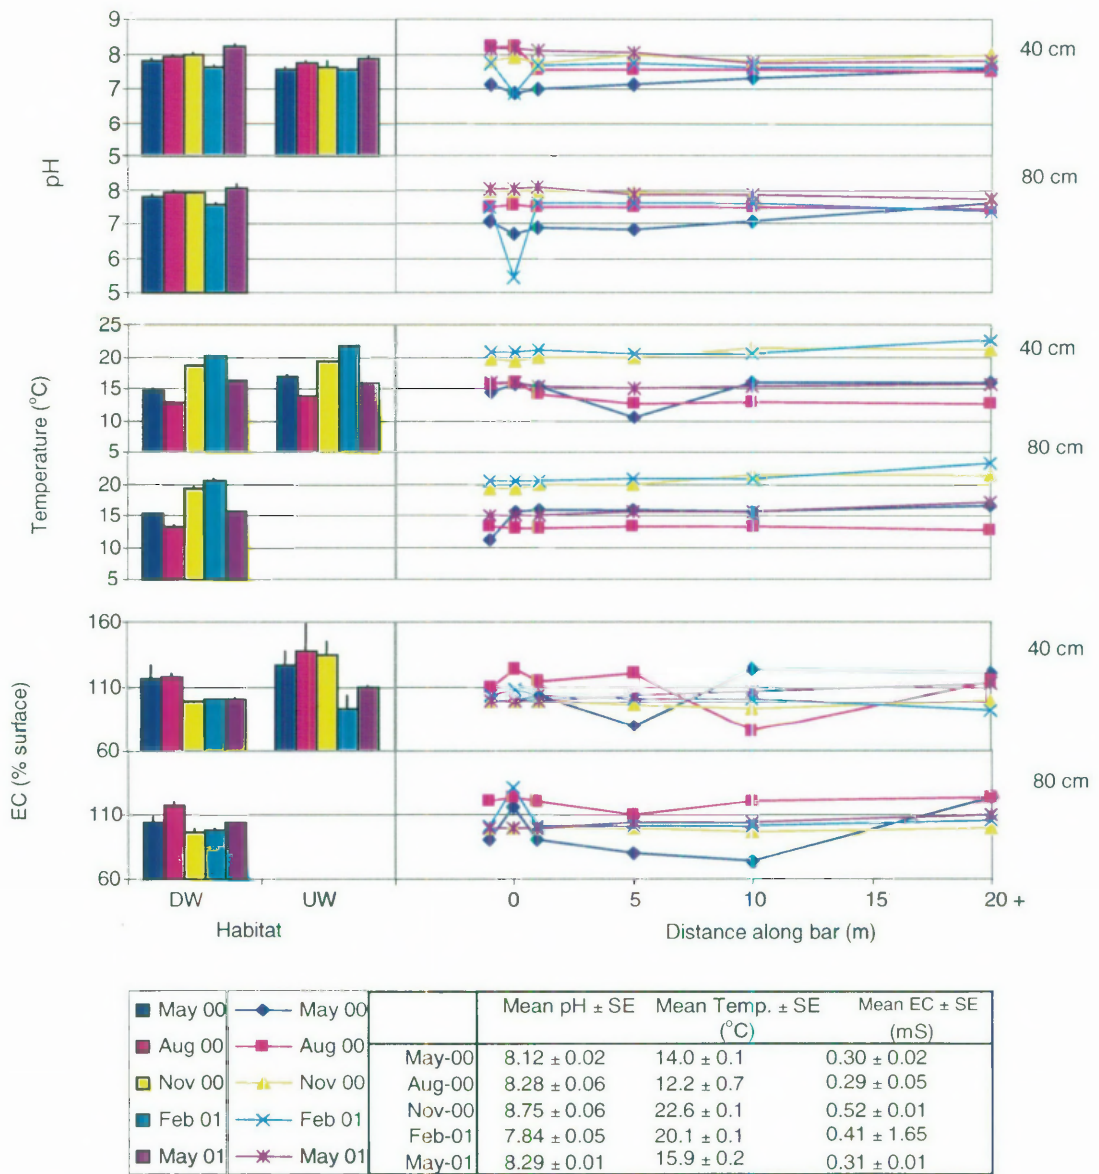 9
8
7
6
5
8
7
6
5
pH
40 cm
80 cm
25
20
15
10
5
20
15
10
5
Temperature (°C)
40 cm
80 cm
160
110
60
110
60
EC (% surface)
40 cm
80 cm
DW UW
Habitat
0 5 10 15 20 +
Distance along bar (m)
May 00
Aug 00
Nov 00
Feb 01
May 01
May 00
Aug 00
Nov 00
Feb 01
May 01
Mean pH ± SE Mean Temp. ± SE Mean EC ± SE
(°C) (mS)
May-00 8.12 ± 0.02 14.0 ± 0.1 0.30 ± 0.02
Aug-00 8.28 ± 0.06 12.2 ± 0.7 0.29 ± 0.05
Nov-00 8.75 ± 0.06 22.6 ± 0.1 0.52 ± 0.01
Feb-01 7.84 ± 0.05 20.1 ± 0.1 0.41 ± 1.65
May-01 8.29 ± 0.01 15.9 ± 0.2 0.31 ± 0.01